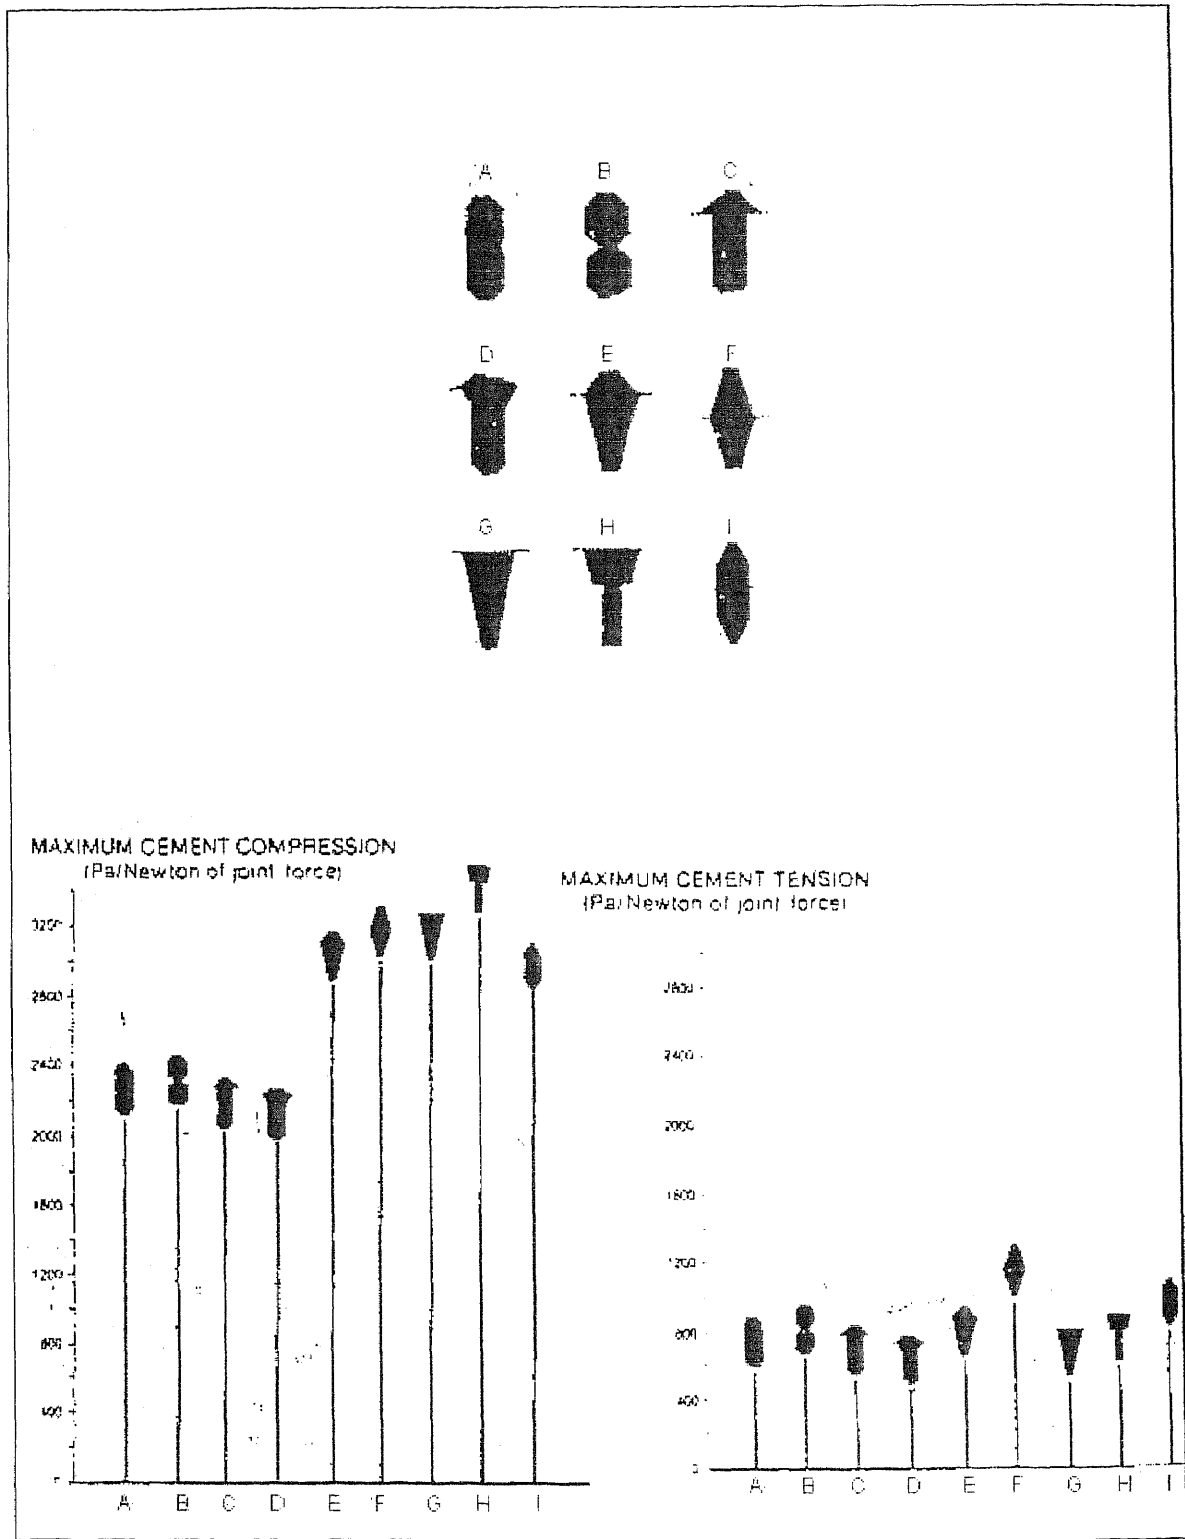 A B C
D E F
G H I
MAXIMUM CEMENT COMPRESSION
(Pa/Newton of joint force)
3200
2800
2400
2000
1600
1200
800
400
A B C D E F G H I
MAXIMUM CEMENT TENSION
(Pa/Newton of joint force)
2800
2400
2000
1600
1200
800
400
0
A B C D E F G H I